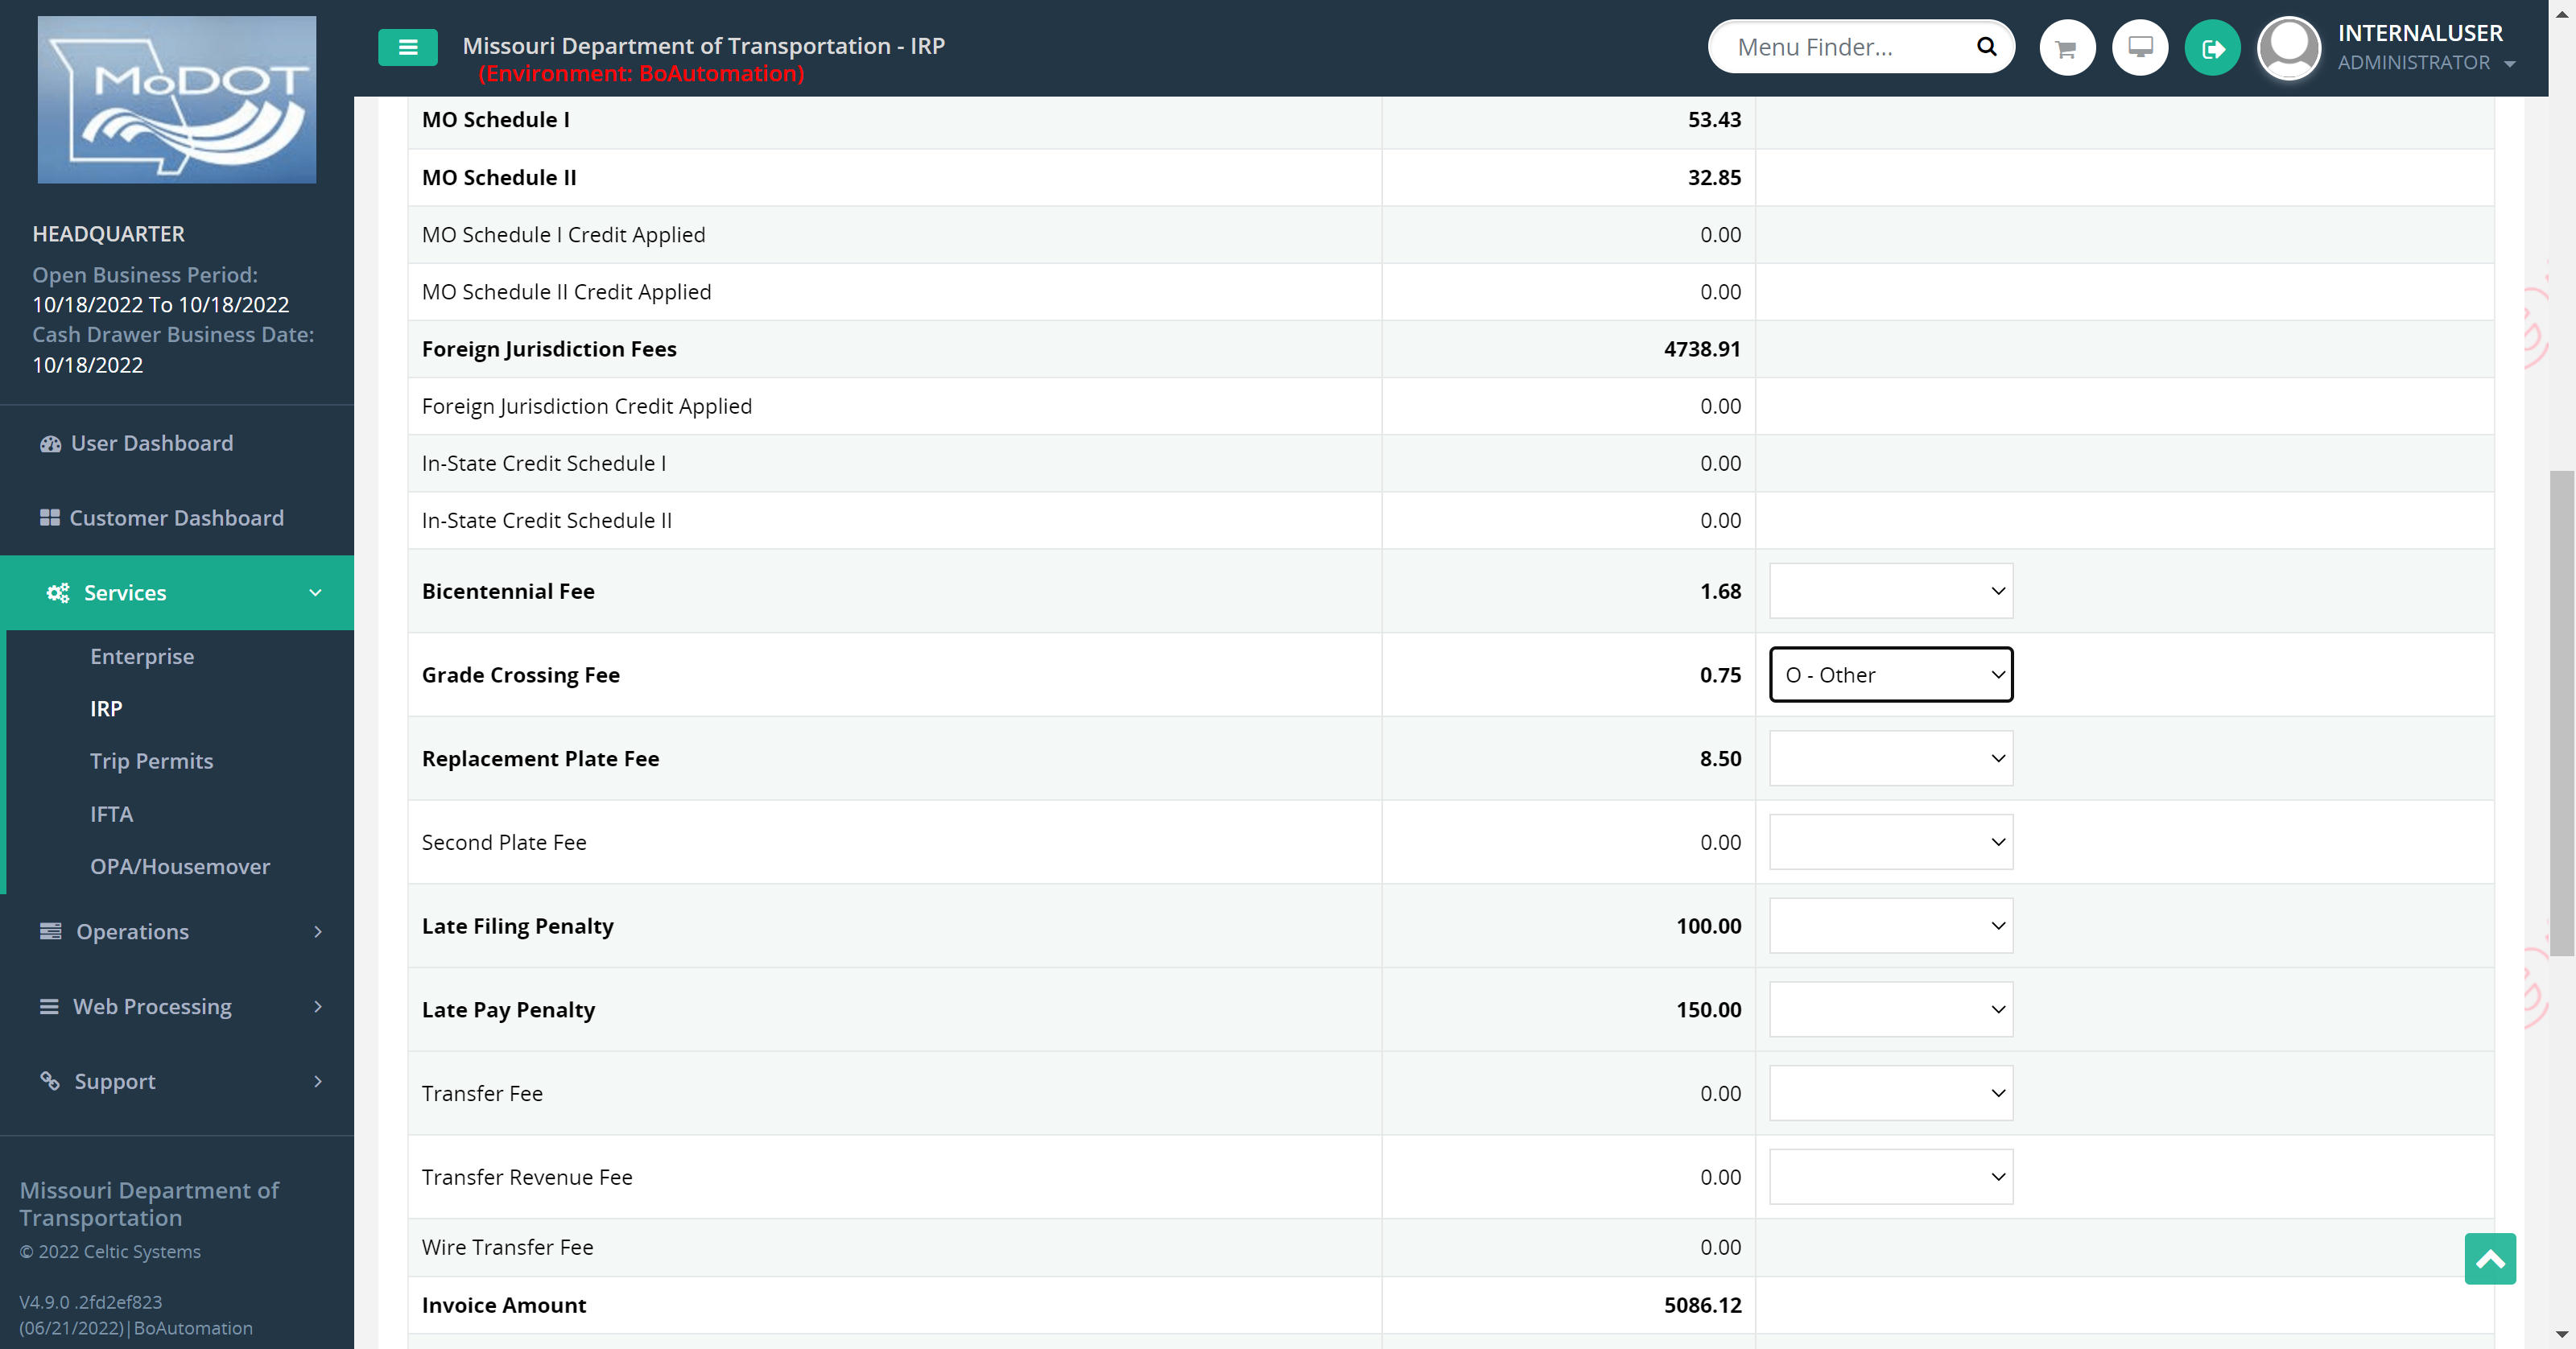 MoDOT
Missouri Department of Transportation - IRP
(Environment: BoAutomation)
Menu Finder...
INTERNALUSER
ADMINISTRATOR
HEADQUARTER
Open Business Period:
10/18/2022 To 10/18/2022
Cash Drawer Business Date:
10/18/2022
User Dashboard
Customer Dashboard
Services
Enterprise
IRP
Trip Permits
IFTA
OPA/Housemover
Operations
Web Processing
Support
Missouri Department of
Transportation
© 2022 Celtic Systems
V4.9.0 .2fd2ef823
(06/21/2022)|BoAutomation
MO Schedule I 53.43
MO Schedule II 32.85
MO Schedule I Credit Applied 0.00
MO Schedule II Credit Applied 0.00
Foreign Jurisdiction Fees 4738.91
Foreign Jurisdiction Credit Applied 0.00
In-State Credit Schedule I 0.00
In-State Credit Schedule II 0.00
Bicentennial Fee 1.68
Grade Crossing Fee 0.75 O - Other
Replacement Plate Fee 8.50
Second Plate Fee 0.00
Late Filing Penalty 100.00
Late Pay Penalty 150.00
Transfer Fee 0.00
Transfer Revenue Fee 0.00
Wire Transfer Fee 0.00
Invoice Amount 5086.12